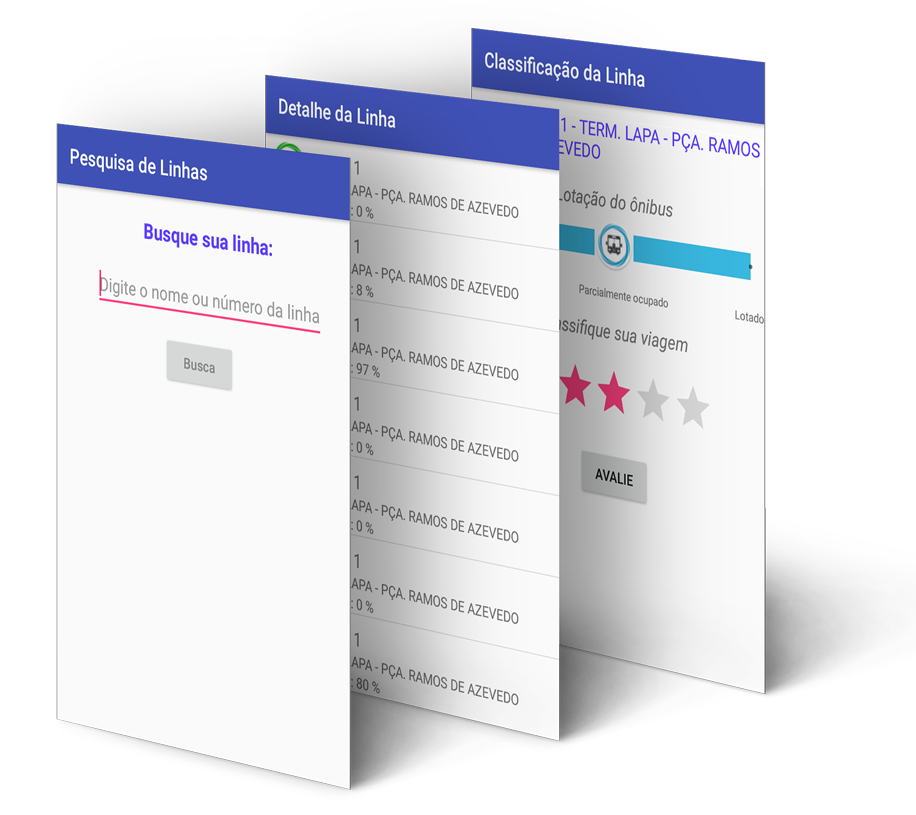 Pesquisa de Linhas
Busque sua linha:
Digite o nome ou número da linha
Busca
Detalhe da Linha
1
APA - PÇA. RAMOS DE AZEVEDO
: 0 %
1
APA - PÇA. RAMOS DE AZEVEDO
: 8 %
1
APA - PÇA. RAMOS DE AZEVEDO
: 97 %
1
APA - PÇA. RAMOS DE AZEVEDO
: 0 %
1
APA - PÇA. RAMOS DE AZEVEDO
: 0 %
1
APA - PÇA. RAMOS DE AZEVEDO
: 0 %
1
APA - PÇA. RAMOS DE AZEVEDO
: 80 %
Classificação da Linha
1 - TERM. LAPA - PÇA. RAMOS
EVEDO
Lotação do ônibus
Parcialmente ocupado
Lotado
ssifique sua viagem
AVALIE